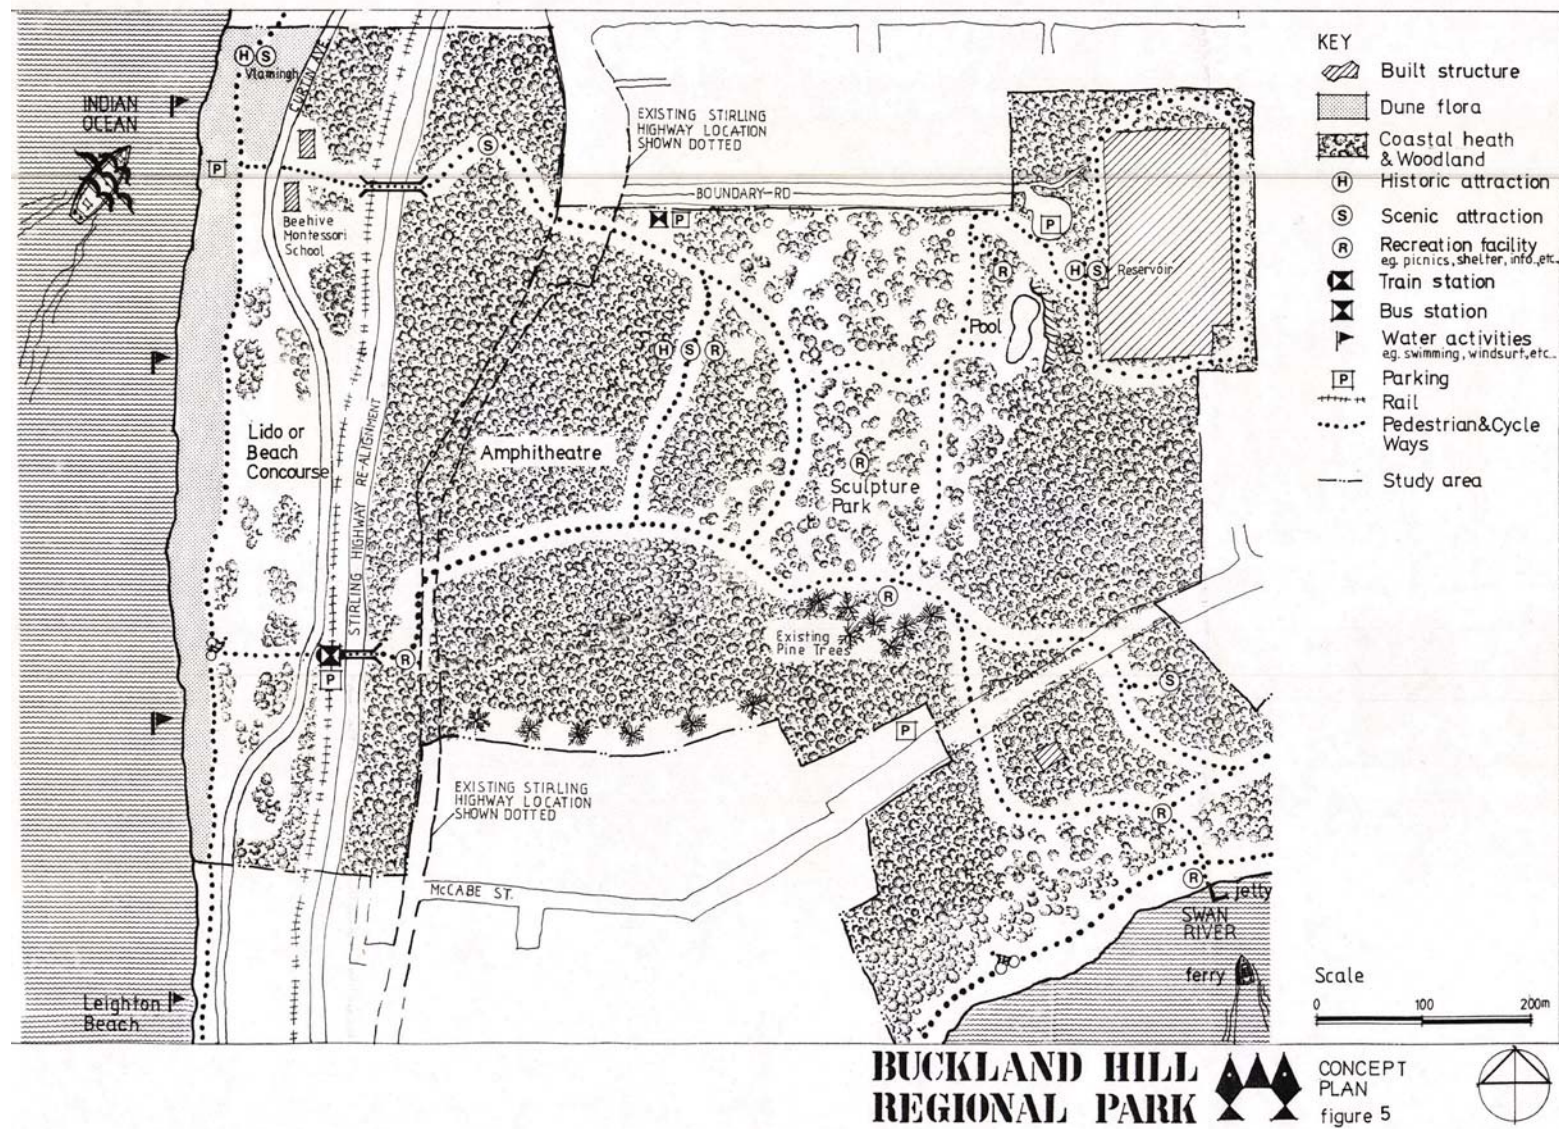 H S
Vlamingh
CURTIN AVE
INDIAN
OCEAN
P
Beehive
Montessori
School
S
EXISTING STIRLING
HIGHWAY LOCATION
SHOWN DOTTED
BOUNDARY RD
P
P
R
H S Reservoir
Pool
H S R
Lido or
Beach
Concourse
STIRLING HIGHWAY RE-ALIGNMENT
Amphitheatre
R
Sculpture
Park
R
Existing
Pine Trees
P
R
S
P
EXISTING STIRLING
HIGHWAY LOCATION
SHOWN DOTTED
McCABE ST.
R
R
jetty
SWAN
RIVER
ferry
Leighton
Beach
KEY
Built structure
Dune flora
Coastal heath
& Woodland
H Historic attraction
S Scenic attraction
R Recreation facility
eg. picnics, shelter, info, etc..
Train station
Bus station
Water activities
e.g. swimming, windsurf, etc..
P Parking
Rail
Pedestrian&Cycle
Ways
Study area
Scale
0 100 200m
BUCKLAND HILL
REGIONAL PARK
CONCEPT
PLAN
figure 5